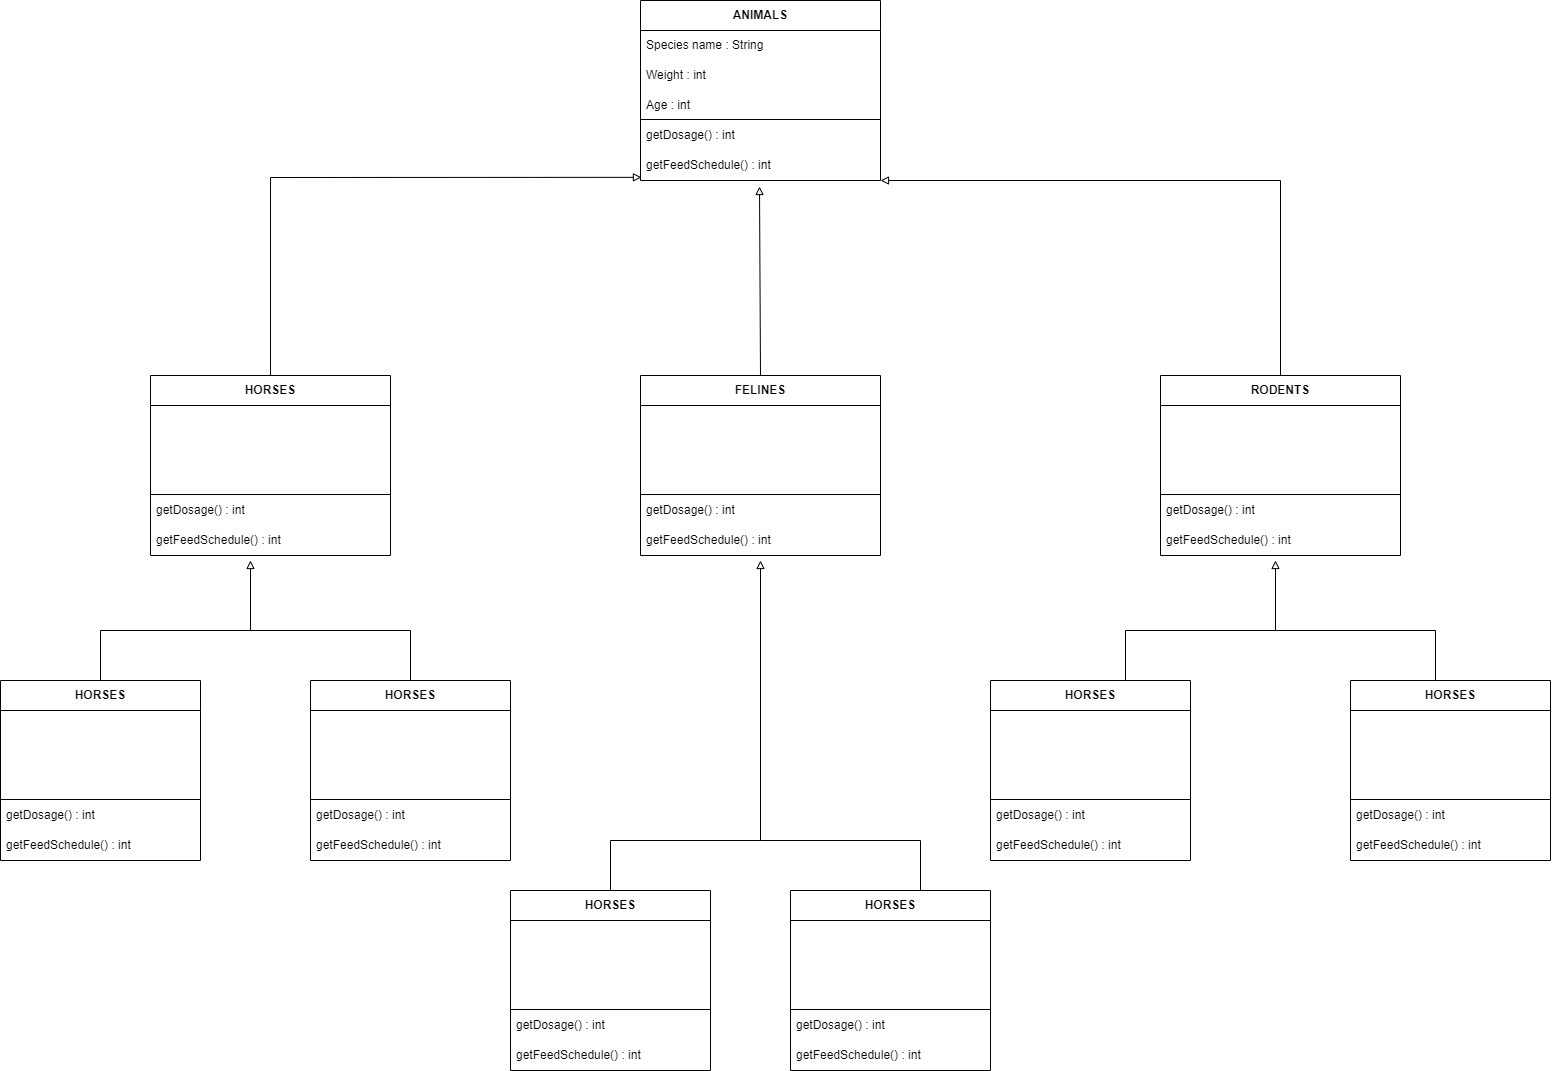 ANIMALS
Species name : String
Weight : int
Age : int
getDosage() : int
getFeedSchedule() : int
HORSES
getDosage() : int
getFeedSchedule() : int
FELINES
getDosage() : int
getFeedSchedule() : int
RODENTS
getDosage() : int
getFeedSchedule() : int
HORSES
getDosage() : int
getFeedSchedule() : int
HORSES
getDosage() : int
getFeedSchedule() : int
HORSES
getDosage() : int
getFeedSchedule() : int
HORSES
getDosage() : int
getFeedSchedule() : int
HORSES
getDosage() : int
getFeedSchedule() : int
HORSES
getDosage() : int
getFeedSchedule() : int